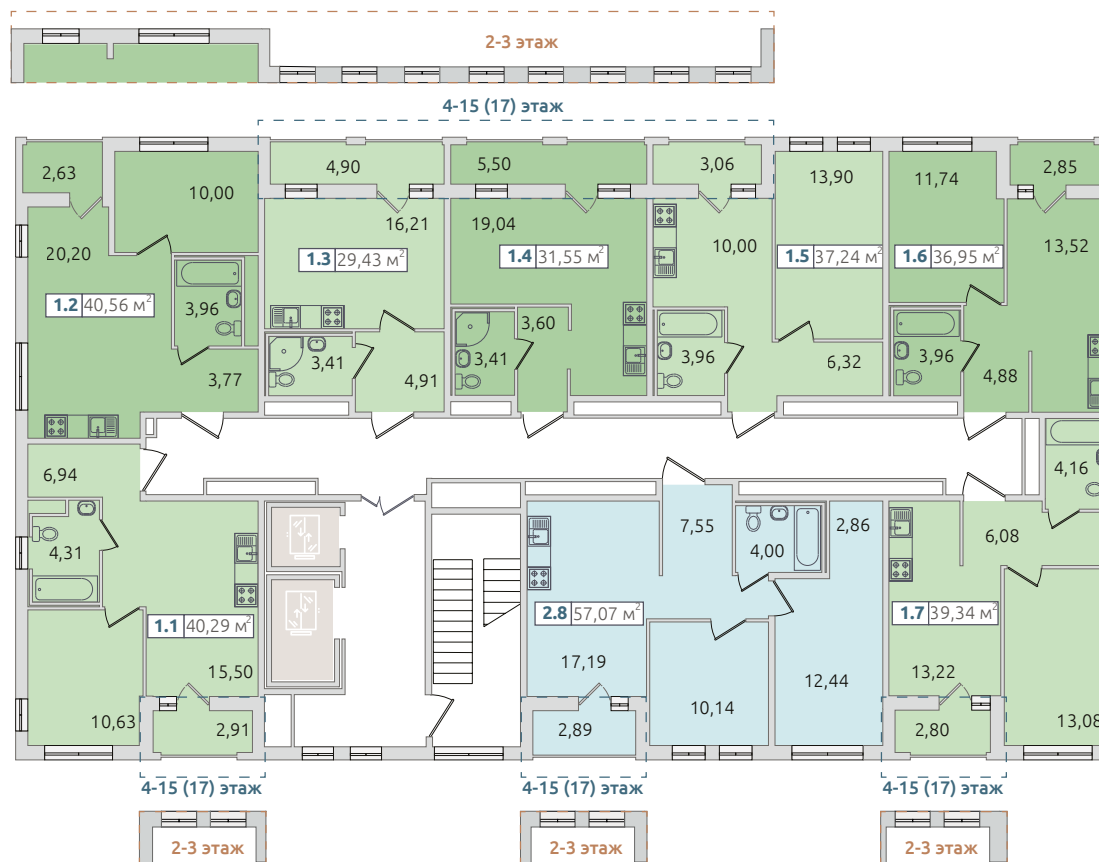 2-3 этаж
4-15 (17) этаж
2,63
10,00
4,90
5,50
3,06
13,90
11,74
2,85
20,20
16,21
19,04
10,00
13,52
1.2 40,56 м²
1.3 29,43 м²
1.4 31,55 м²
1.5 37,24 м²
1.6 36,95 м²
3,96
3,41
3,60
3,41
3,96
6,32
3,96
3,77
4,91
4,88
6,94
4,16
4,31
7,55
4,00
2,86
6,08
1.1 40,29 м²
2.8 57,07 м²
1.7 39,34 м²
15,50
17,19
12,44
13,22
10,63
2,91
2,89
10,14
2,80
13,08
4-15 (17) этаж
4-15 (17) этаж
4-15 (17) этаж
2-3 этаж
2-3 этаж
2-3 этаж